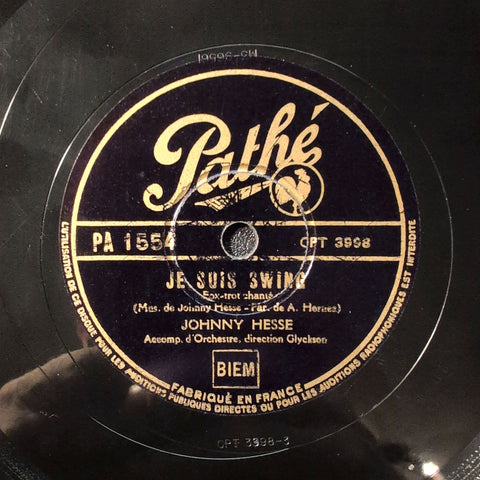 Pathé
PA 1554
CPT 3998
JE SUIS SWING
Fox-trot chanté
(Mus. de Johnny Hesse - Par. de A. Hornez)
JOHNNY HESSE
Accomp. d'Orchestre, direction Glyckson
BIEM
FABRIQUÉ EN FRANCE
L'UTILISATION DE CE DISQUE POUR LES AUDITIONS RADIOPHONIQUES EST INTERDITE
PUBLIQUES DIRECTES OU POUR LES AUDITIONS
CPT 3998-3